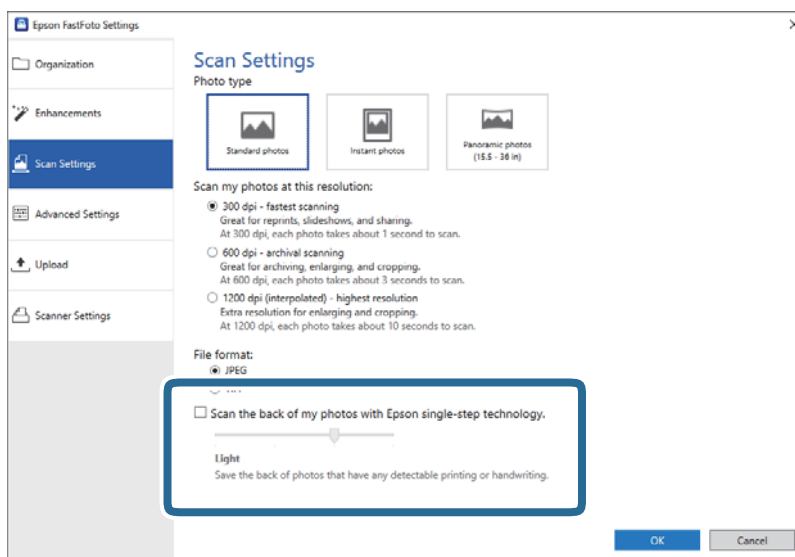 Epson FastFoto Settings
Organization
Enhancements
Scan Settings
Advanced Settings
Upload
Scanner Settings
Scan Settings
Photo type
Standard photos
Instant photos
Panoramic photos
(15.5 - 36 in)
Scan my photos at this resolution:
300 dpi - fastest scanning
Great for reprints, slideshows, and sharing.
At 300 dpi, each photo takes about 1 second to scan.
600 dpi - archival scanning
Great for archiving, enlarging, and cropping.
At 600 dpi, each photo takes about 3 seconds to scan.
1200 dpi (interpolated) - highest resolution
Extra resolution for enlarging and cropping.
At 1200 dpi, each photo takes about 10 seconds to scan.
File format:
JPEG
Scan the back of my photos with Epson single-step technology.
Light
Save the back of photos that have any detectable printing or handwriting.
OK
Cancel